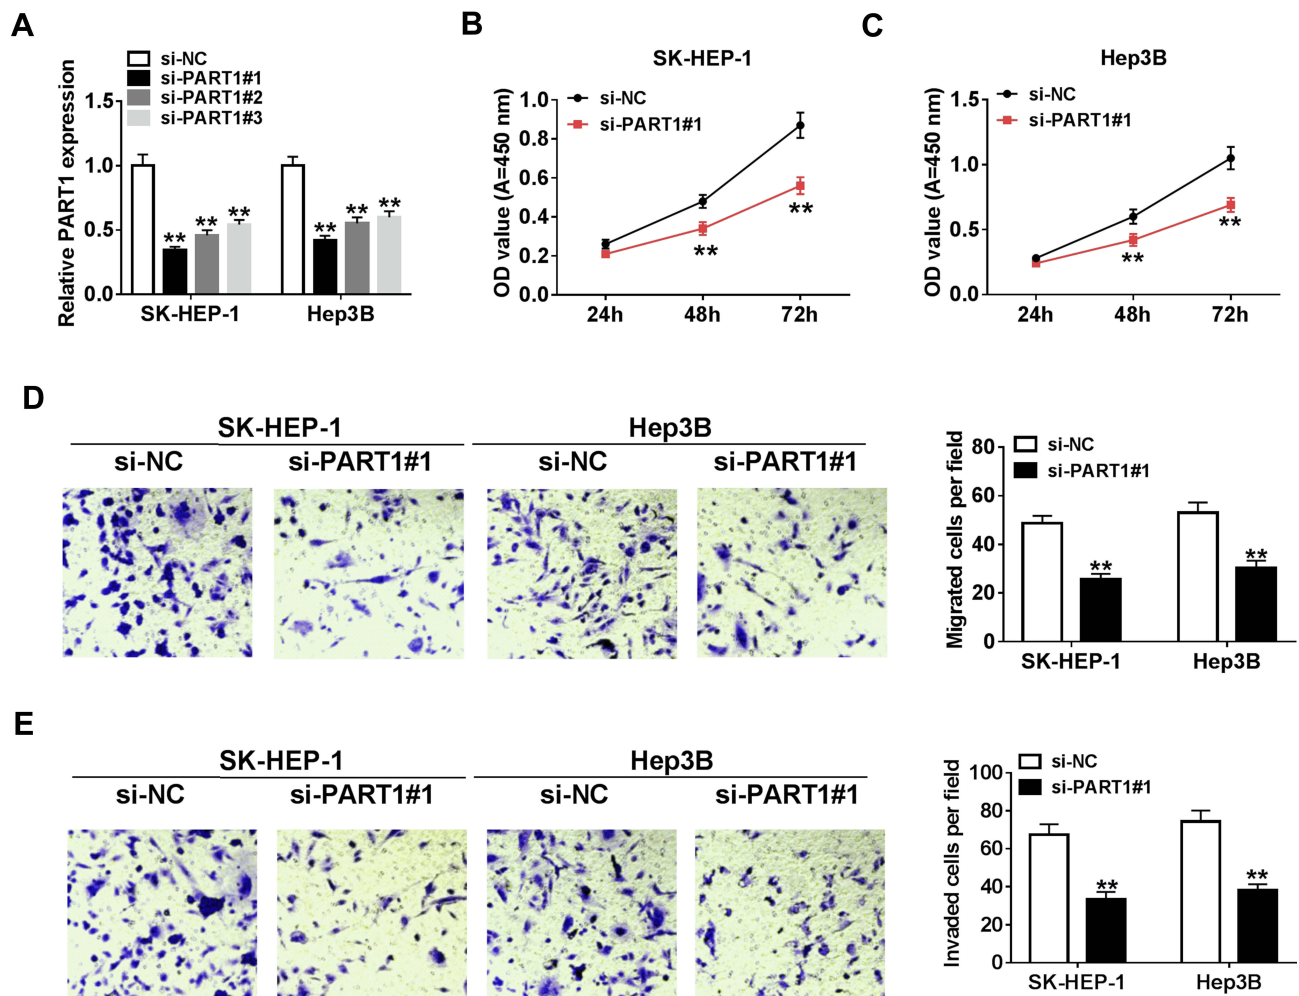 A
si-NC
si-PART1#1
si-PART1#2
si-PART1#3
Relative PART1 expression
1.5
1.0
0.5
0.0
** ** ** ** ** **
SK-HEP-1 Hep3B
B
SK-HEP-1
si-NC
si-PART1#1
OD value (A=450 nm)
1.0
0.8
0.6
0.4
0.2
0.0
** **
24h 48h 72h
C
Hep3B
si-NC
si-PART1#1
OD value (A=450 nm)
1.5
1.0
0.5
0.0
** **
24h 48h 72h
D
SK-HEP-1 Hep3B
si-NC si-PART1#1 si-NC si-PART1#1
si-NC
si-PART1#1
Migrated cells per field
80
60
40
20
0
** **
SK-HEP-1 Hep3B
E
SK-HEP-1 Hep3B
si-NC si-PART1#1 si-NC si-PART1#1
si-NC
si-PART1#1
Invaded cells per field
100
80
60
40
20
0
** **
SK-HEP-1 Hep3B